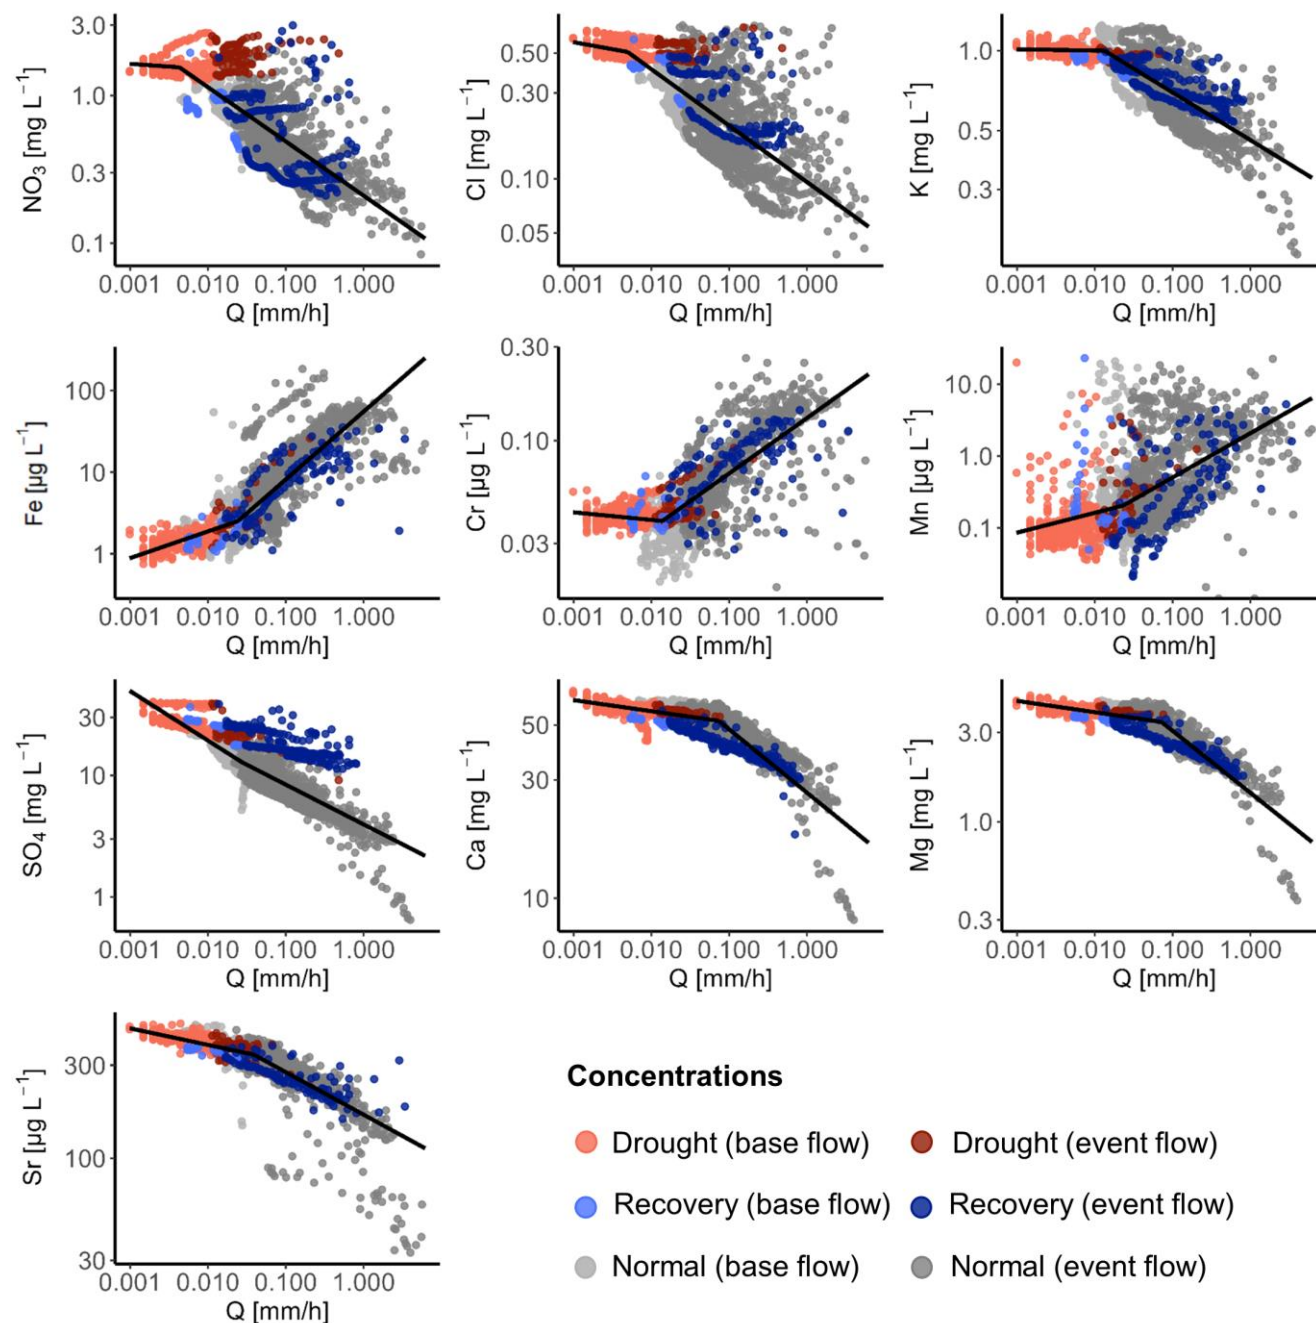 NO₃ [mg L⁻¹]
3.0
1.0
0.3
0.1
0.001 0.010 0.100 1.000
Q [mm/h]
Cl [mg L⁻¹]
0.50
0.30
0.10
0.05
0.001 0.010 0.100 1.000
Q [mm/h]
K [mg L⁻¹]
1.0
0.5
0.3
0.001 0.010 0.100 1.000
Q [mm/h]
Fe [µg L⁻¹]
100
10
1
0.001 0.010 0.100 1.000
Q [mm/h]
Cr [µg L⁻¹]
0.30
0.10
0.03
0.001 0.010 0.100 1.000
Q [mm/h]
Mn [µg L⁻¹]
10.0
1.0
0.1
0.001 0.010 0.100 1.000
Q [mm/h]
SO₄ [mg L⁻¹]
30
10
3
1
0.001 0.010 0.100 1.000
Q [mm/h]
Ca [mg L⁻¹]
50
30
10
0.001 0.010 0.100 1.000
Q [mm/h]
Mg [mg L⁻¹]
3.0
1.0
0.3
0.001 0.010 0.100 1.000
Q [mm/h]
Sr [µg L⁻¹]
300
100
30
0.001 0.010 0.100 1.000
Q [mm/h]
Concentrations
Drought (base flow) Drought (event flow)
Recovery (base flow) Recovery (event flow)
Normal (base flow) Normal (event flow)